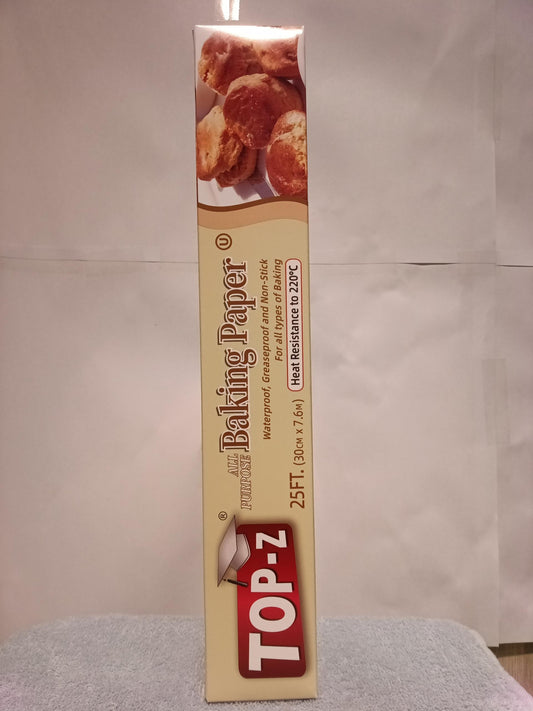 TOP-Z
®
ALL
PURPOSE
Baking Paper
U
Waterproof, Greaseproof and Non-Stick
For all types of Baking
25FT. (30CM X 7.6M)
Heat Resistance to 220ºC